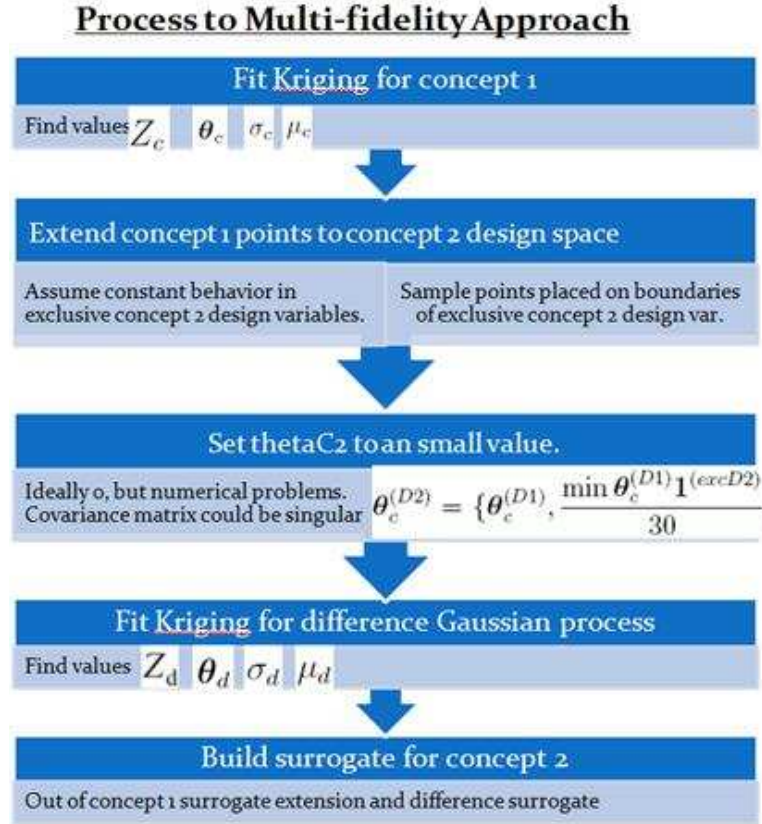 Process to Multi-fidelity Approach
Fit Kriging for concept 1
Find values Z_c θ_c σ_c μ_c
Extend concept 1 points to concept 2 design space
Assume constant behavior in
exclusive concept 2 design variables.
Sample points placed on boundaries
of exclusive concept 2 design var.
Set thetaC2 to an small value.
Ideally 0, but numerical problems.
Covariance matrix could be singular
θ_c^(D2) = {θ_c^(D1), min θ_c^(D1) 1^(excD2) / 30
Fit Kriging for difference Gaussian process
Find values Z_d θ_d σ_d μ_d
Build surrogate for concept 2
Out of concept 1 surrogate extension and difference surrogate